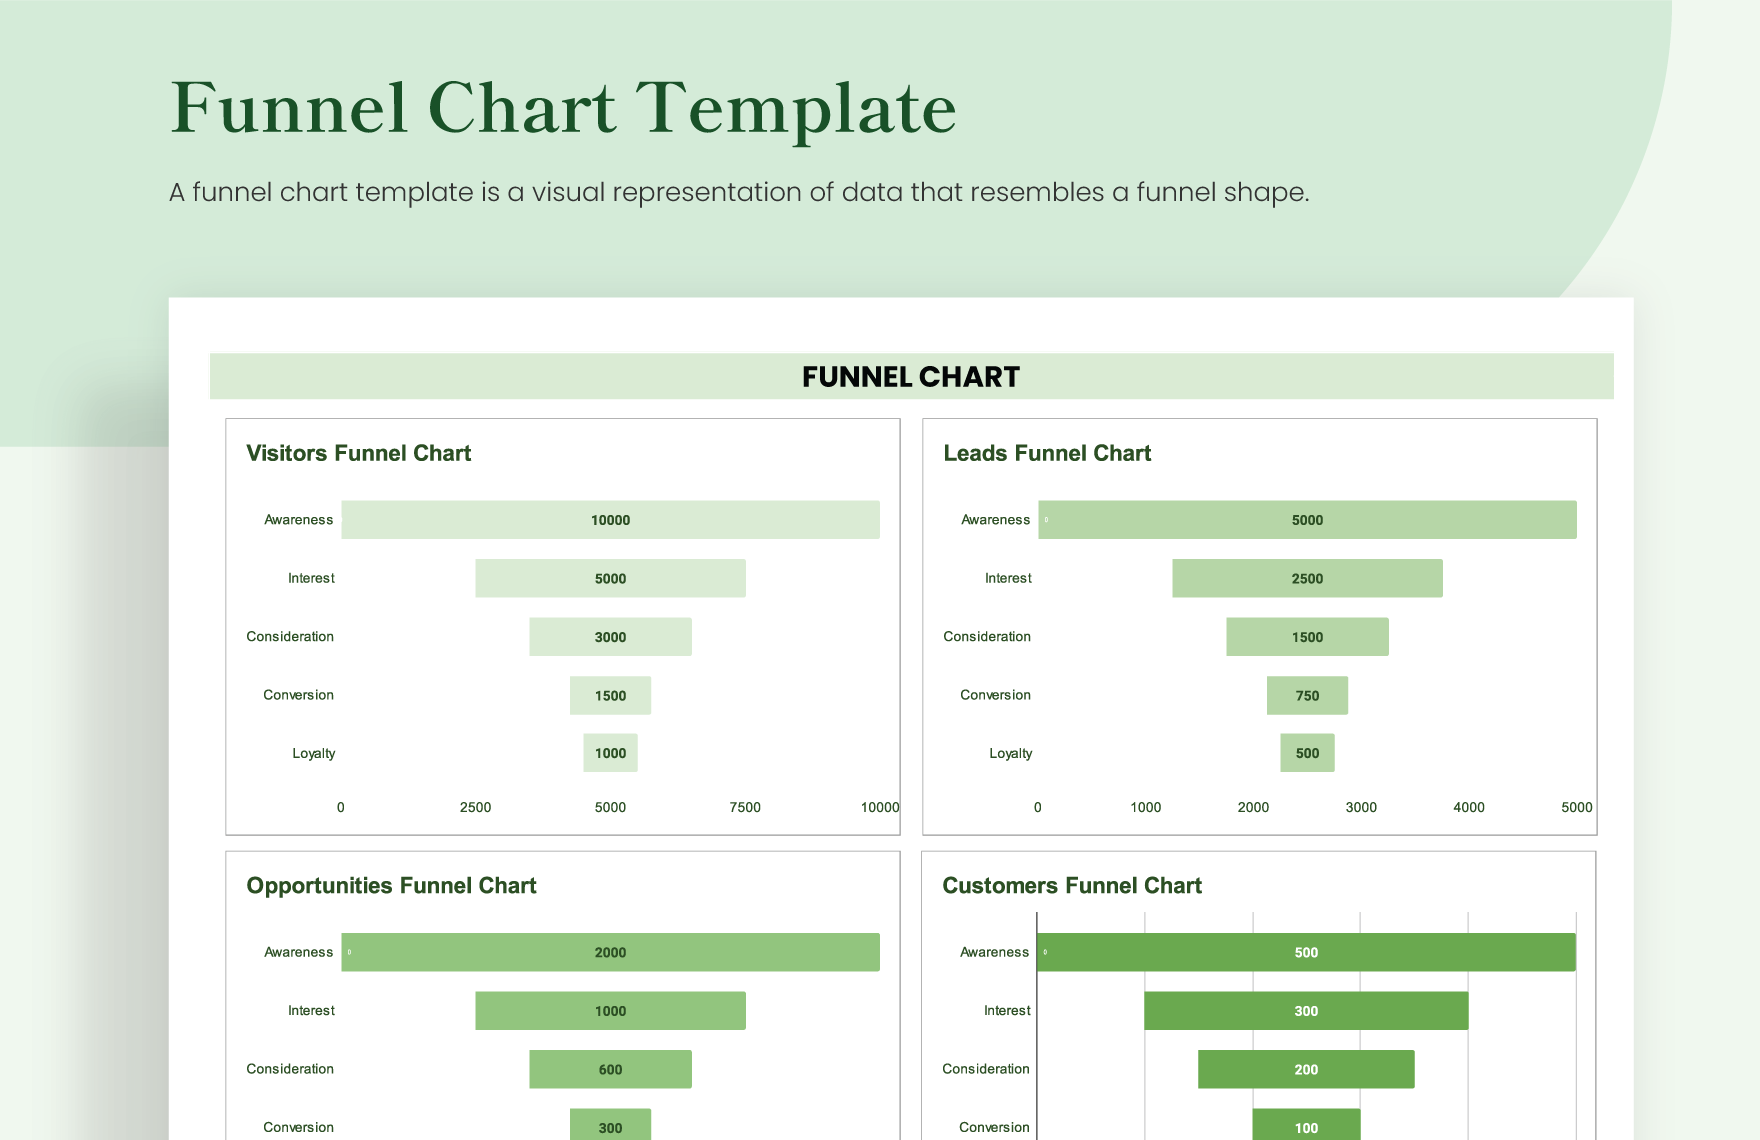 Funnel Chart Template
A funnel chart template is a visual representation of data that resembles a funnel shape.
FUNNEL CHART
Visitors Funnel Chart
Awareness 10000
Interest 5000
Consideration 3000
Conversion 1500
Loyalty 1000
0 2500 5000 7500 10000
Leads Funnel Chart
Awareness 0 5000
Interest 2500
Consideration 1500
Conversion 750
Loyalty 500
0 1000 2000 3000 4000 5000
Opportunities Funnel Chart
Awareness 0 2000
Interest 1000
Consideration 600
Conversion 300
Customers Funnel Chart
Awareness 0 500
Interest 300
Consideration 200
Conversion 100